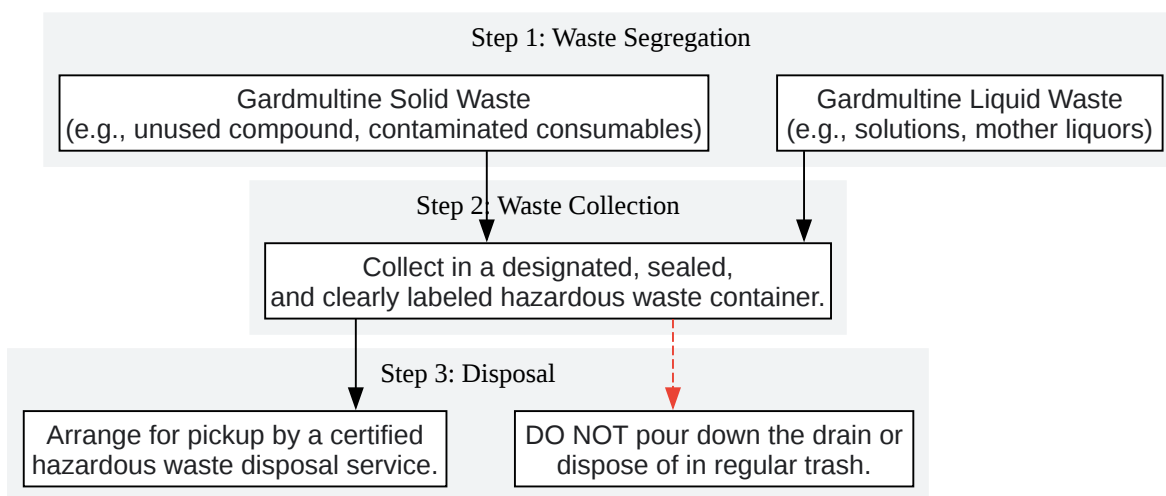 Step 1: Waste Segregation
Gardmultine Solid Waste
(e.g., unused compound, contaminated consumables)
Gardmultine Liquid Waste
(e.g., solutions, mother liquors)
Step 2: Waste Collection
Collect in a designated, sealed,
and clearly labeled hazardous waste container.
Step 3: Disposal
Arrange for pickup by a certified
hazardous waste disposal service.
DO NOT pour down the drain or
dispose of in regular trash.